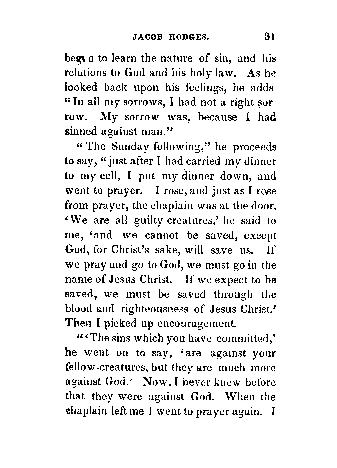 JACOB HODGES. 31
began to learn the nature of sin, and his
relations to God and his holy law. As he
looked back upon his feelings, he adds
"In all my sorrows, I had not a right sor-
row. My sorrow was, because I had
sinned against man."
"The Sunday following," he proceeds
to say, "just after I had carried my dinner
to my cell, I put my dinner down, and
went to prayer. I rose, and just as I rose
from prayer, the chaplain was at the door.
'We are all guilty creatures,' he said to
me, 'and we cannot be saved, except
God, for Christ's sake, will save us. If
we pray and go to God, we must go in the
name of Jesus Christ. If we expect to be
saved, we must be saved through the
blood and righteousness of Jesus Christ.'
Then I picked up encouragement.
"'The sins which you have committed,'
he went on to say, 'are against your
fellow-creatures, but they are much more
against God.' Now, I never knew before
that they were against God. When the
chaplain left me I went to prayer again. I